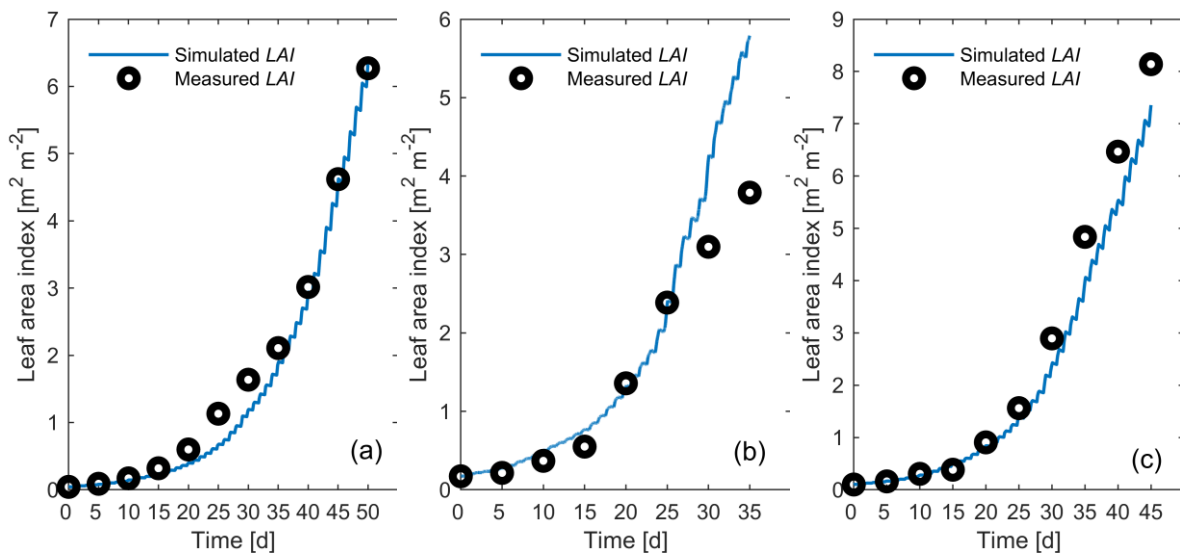 7
6
5
4
3
2
1
0
Leaf area index [m² m⁻²]
Simulated LAI
Measured LAI
(a)
0 5 10 15 20 25 30 35 40 45 50
Time [d]
6
5
4
3
2
1
0
Leaf area index [m² m⁻²]
Simulated LAI
Measured LAI
(b)
0 5 10 15 20 25 30 35
Time [d]
9
8
7
6
5
4
3
2
1
0
Leaf area index [m² m⁻²]
Simulated LAI
Measured LAI
(c)
0 5 10 15 20 25 30 35 40 45
Time [d]